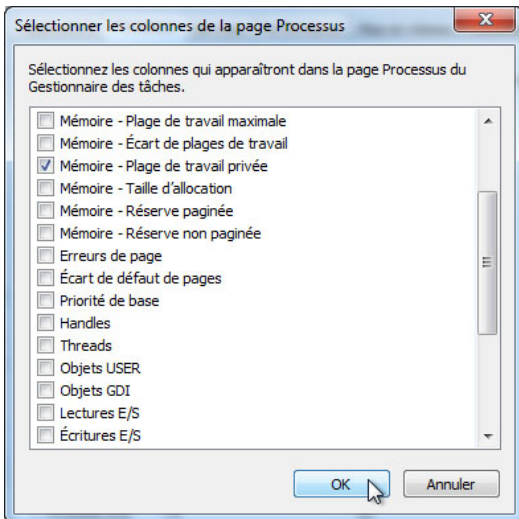 Sélectionner les colonnes de la page Processus
Sélectionnez les colonnes qui apparaîtront dans la page Processus du
Gestionnaire des tâches.
Mémoire - Plage de travail maximale
Mémoire - Écart de plages de travail
Mémoire - Plage de travail privée
Mémoire - Taille d'allocation
Mémoire - Réserve paginée
Mémoire - Réserve non paginée
Erreurs de page
Écart de défaut de pages
Priorité de base
Handles
Threads
Objets USER
Objets GDI
Lectures E/S
Écritures E/S
OK Annuler